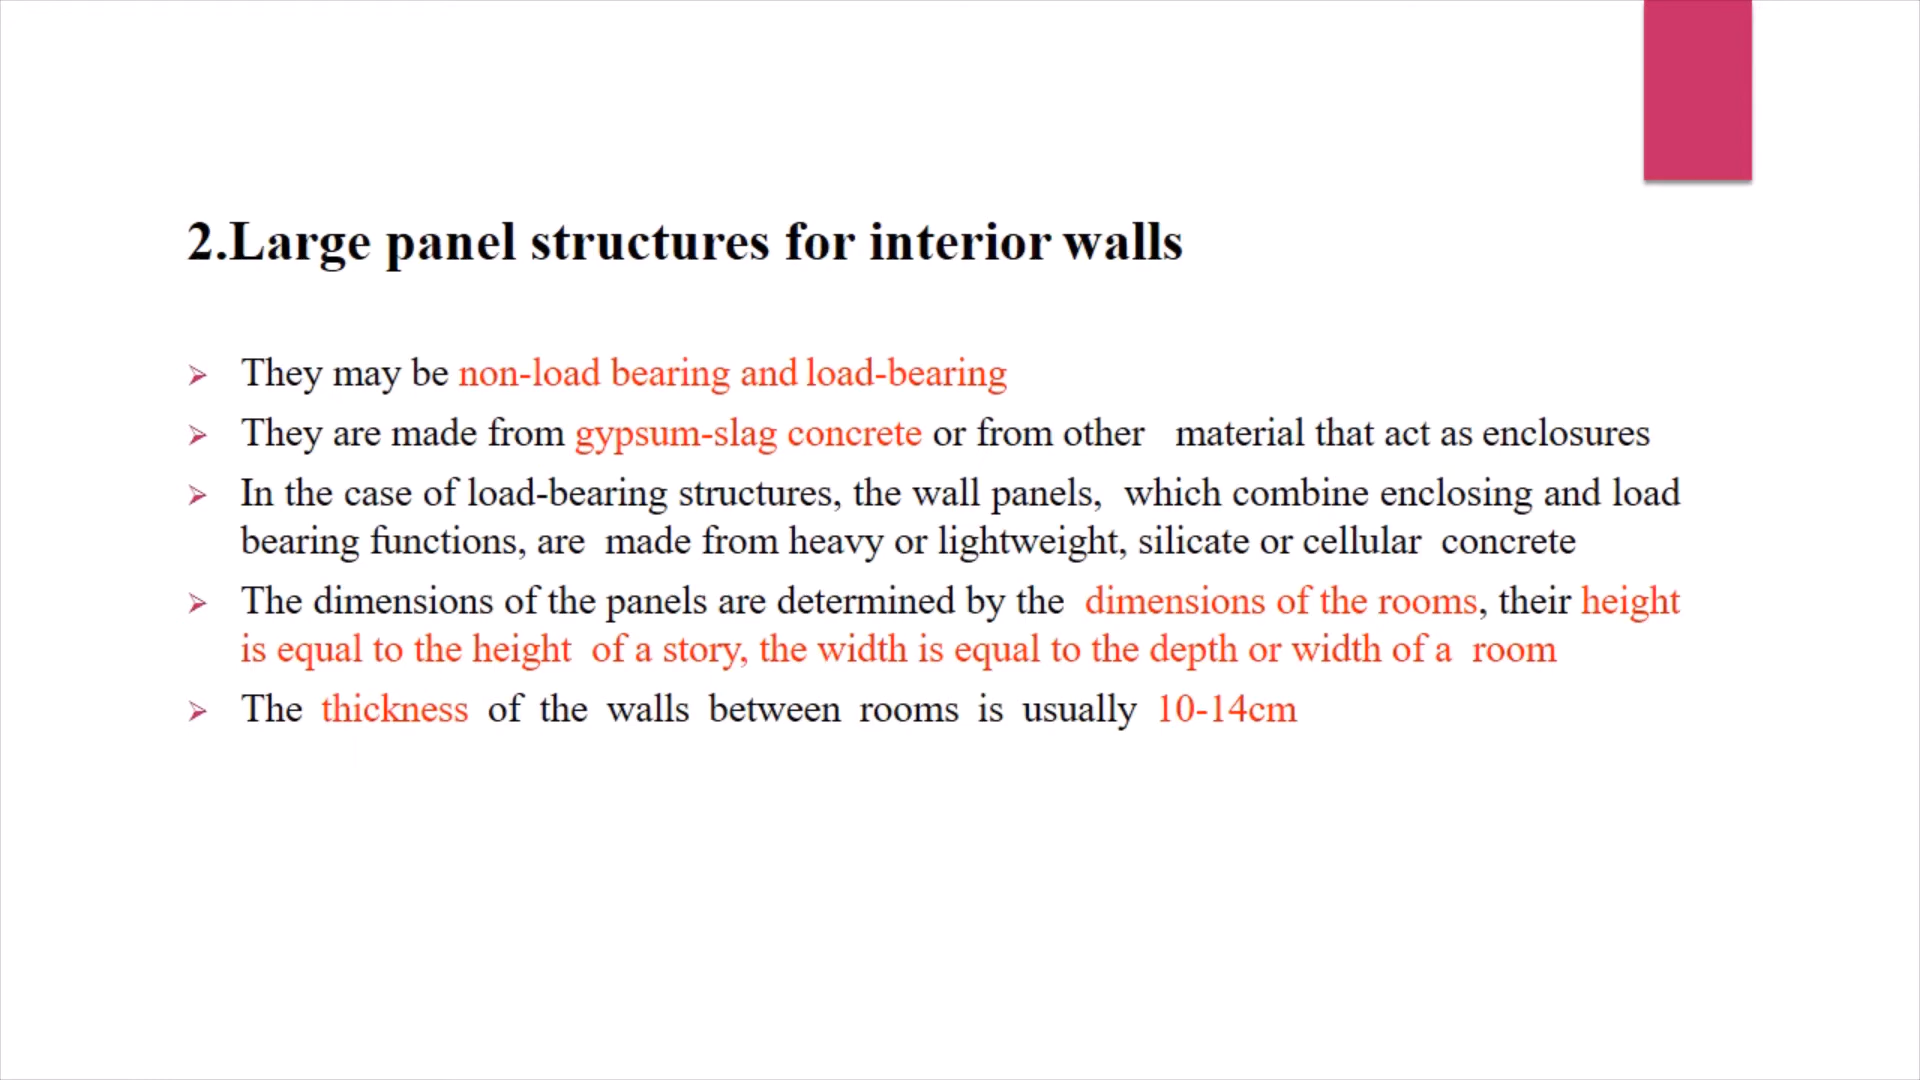 2.Large panel structures for interior walls
They may be non-load bearing and load-bearing
They are made from gypsum-slag concrete or from other material that act as enclosures
In the case of load-bearing structures, the wall panels, which combine enclosing and load
bearing functions, are made from heavy or lightweight, silicate or cellular concrete
The dimensions of the panels are determined by the dimensions of the rooms, their height
is equal to the height of a story, the width is equal to the depth or width of a room
The thickness of the walls between rooms is usually 10-14cm